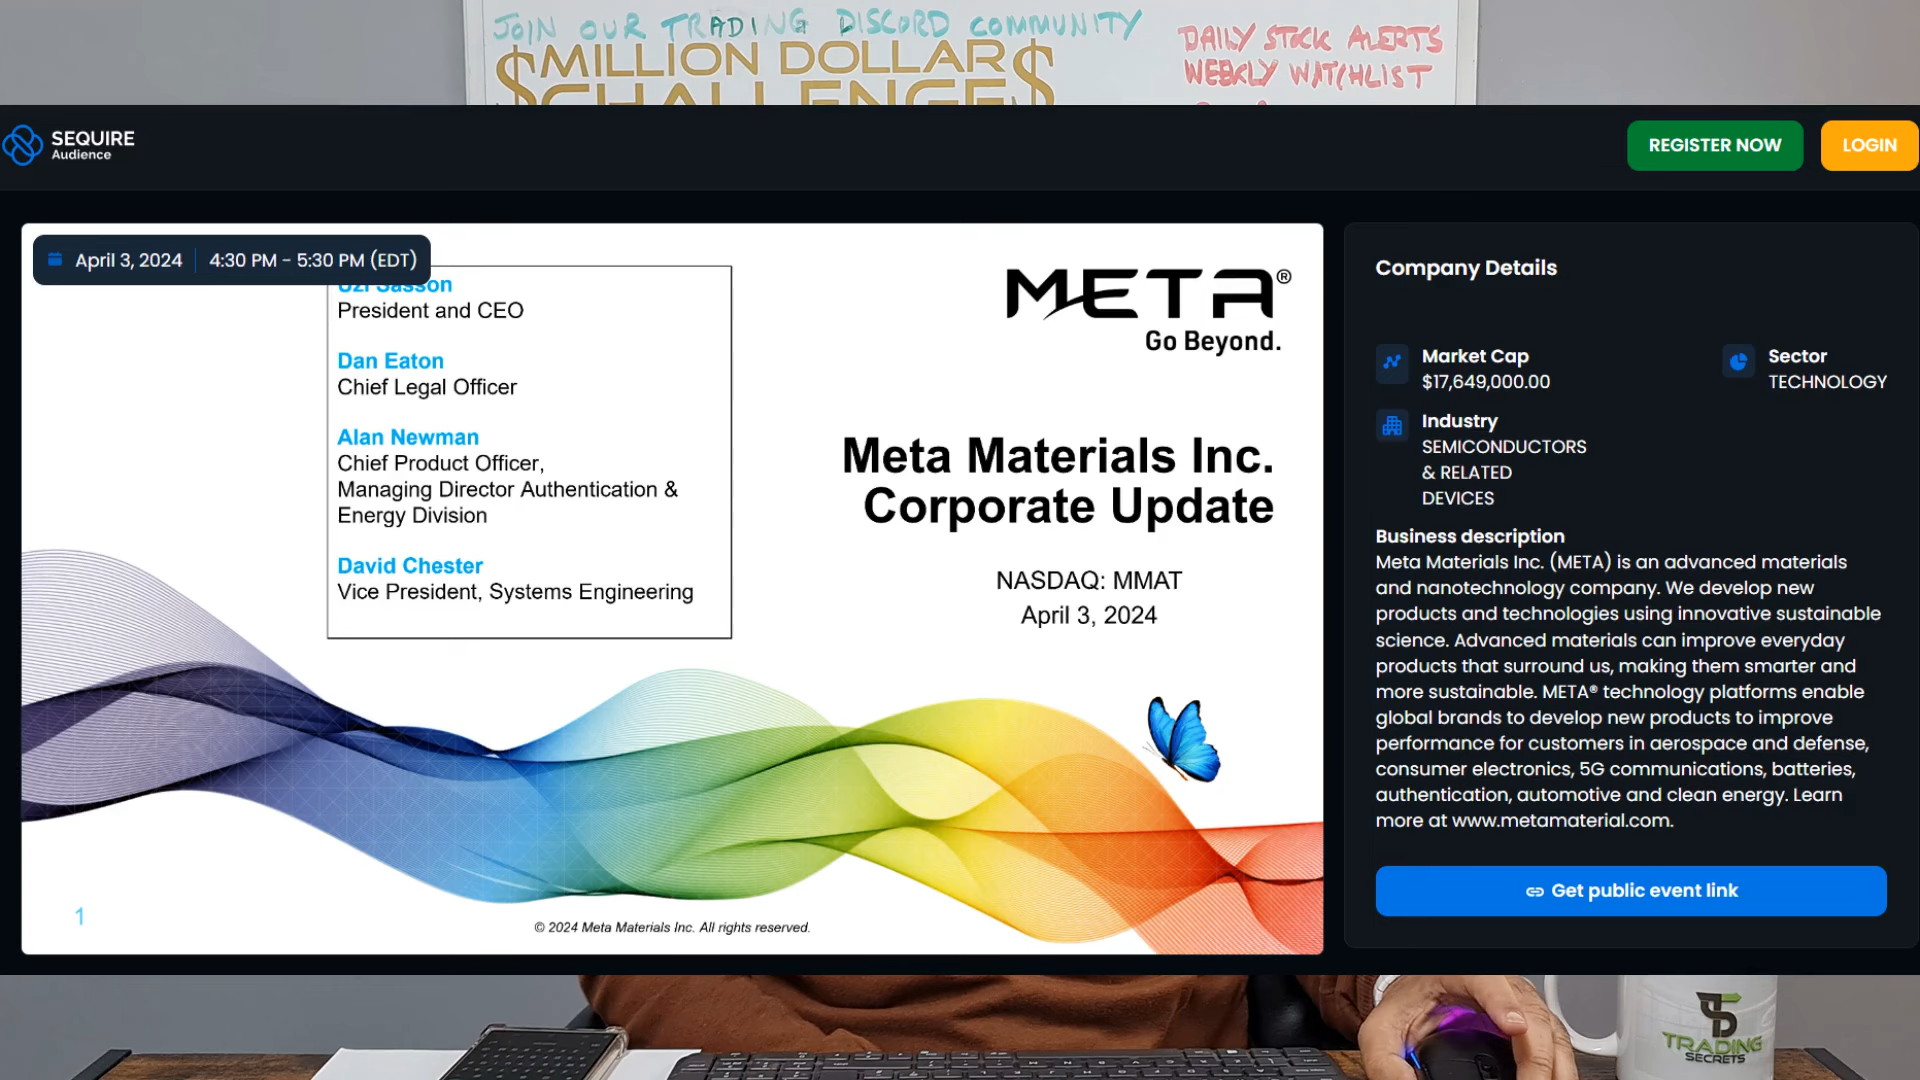 JOIN OUR TRADING DISCORD COMMUNITY
$MILLION DOLLAR
CHALLENGE$
DAILY STOCK ALERTS
WEEKLY WATCHLIST
SEQUIRE
Audience
REGISTER NOW
LOGIN
April 3, 2024
4:30 PM - 5:30 PM (EDT)
Uzi Sasson
President and CEO
Dan Eaton
Chief Legal Officer
Alan Newman
Chief Product Officer,
Managing Director Authentication &
Energy Division
David Chester
Vice President, Systems Engineering
META®
Go Beyond.
Meta Materials Inc.
Corporate Update
NASDAQ: MMAT
April 3, 2024
1
© 2024 Meta Materials Inc. All rights reserved.
Company Details
Market Cap
$17,649,000.00
Sector
TECHNOLOGY
Industry
SEMICONDUCTORS
& RELATED
DEVICES
Business description
Meta Materials Inc. (META) is an advanced materials
and nanotechnology company. We develop new
products and technologies using innovative sustainable
science. Advanced materials can improve everyday
products that surround us, making them smarter and
more sustainable. META® technology platforms enable
global brands to develop new products to improve
performance for customers in aerospace and defense,
consumer electronics, 5G communications, batteries,
authentication, automotive and clean energy. Learn
more at www.metamaterial.com.
Get public event link
TS
TRADING
SECRETS